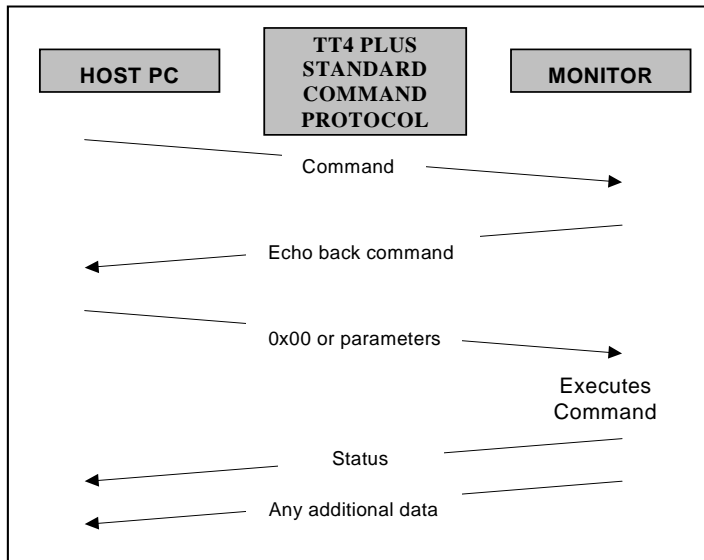 HOST PC
TT4 PLUS
STANDARD
COMMAND
PROTOCOL
MONITOR
Command
Echo back command
0x00 or parameters
Executes
Command
Status
Any additional data